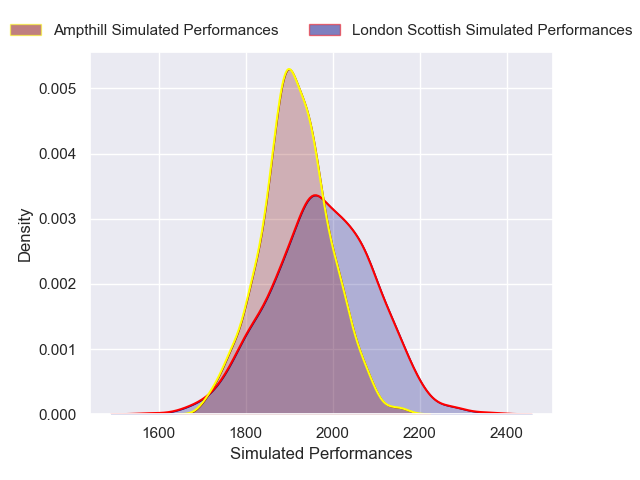 Ampthill Simulated Performances London Scottish Simulated Performances
0.005
0.004
0.003
0.002
0.001
0.000
Density
1600 1800 2000 2200 2400
Simulated Performances